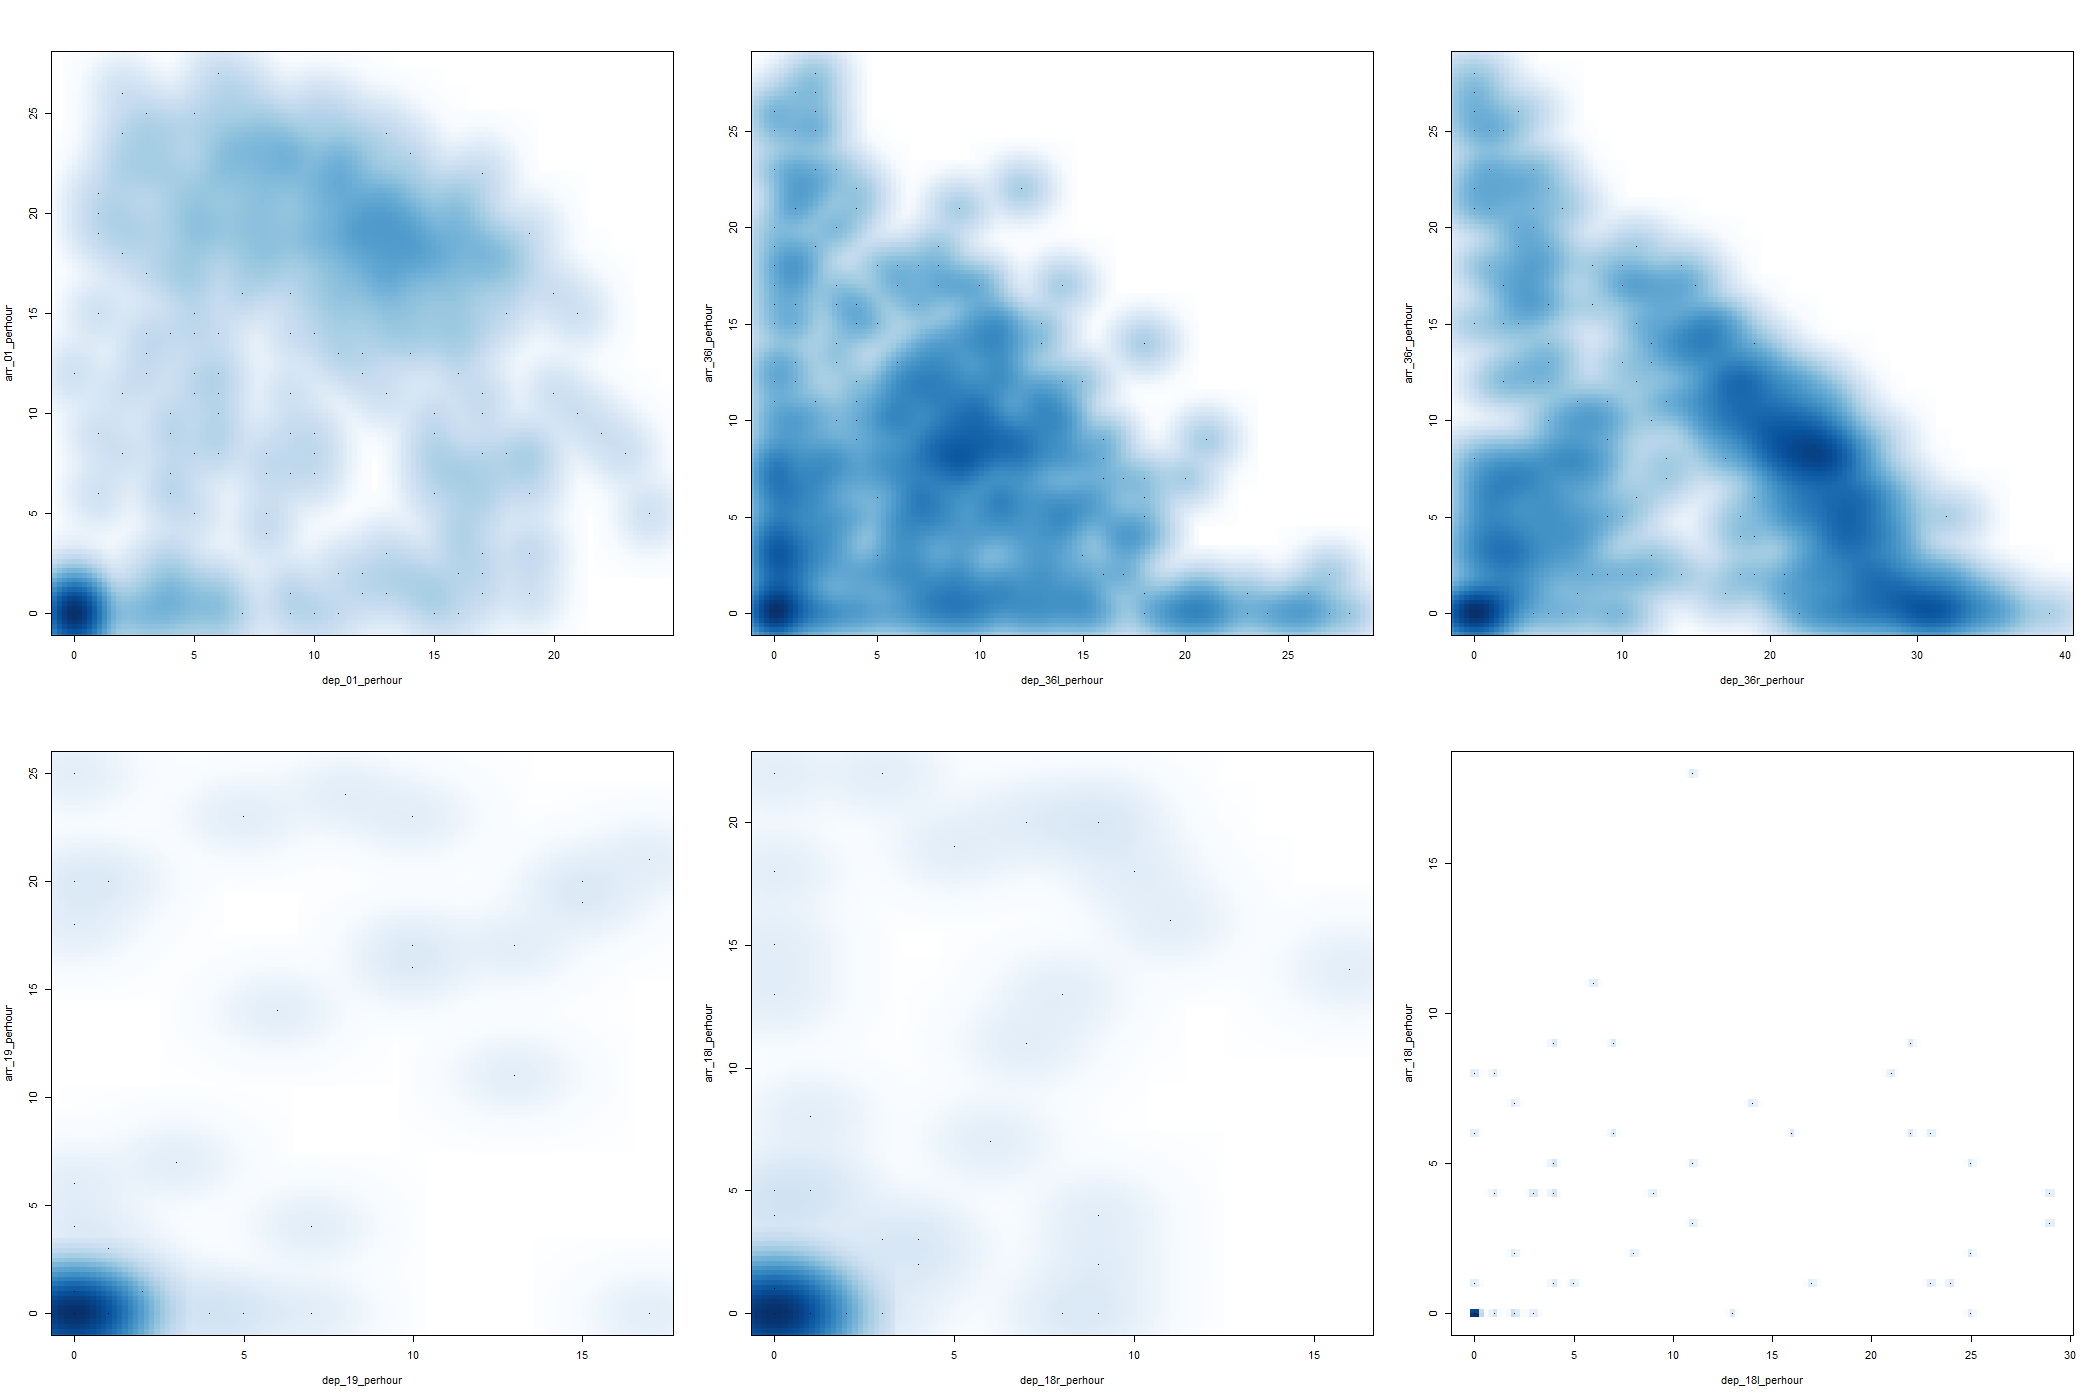 arr_01_perhour
0 5 10 15 20 25
0 5 10 15 20
dep_01_perhour
arr_36l_perhour
0 5 10 15 20 25
0 5 10 15 20 25
dep_36l_perhour
arr_36r_perhour
0 5 10 15 20 25
0 10 20 30 40
dep_36r_perhour
arr_19_perhour
0 5 10 15 20 25
0 5 10 15
dep_19_perhour
arr_18l_perhour
0 5 10 15 20
0 5 10 15
dep_18r_perhour
arr_18l_perhour
0 5 10 15
0 5 10 15 20 25 30
dep_18l_perhour